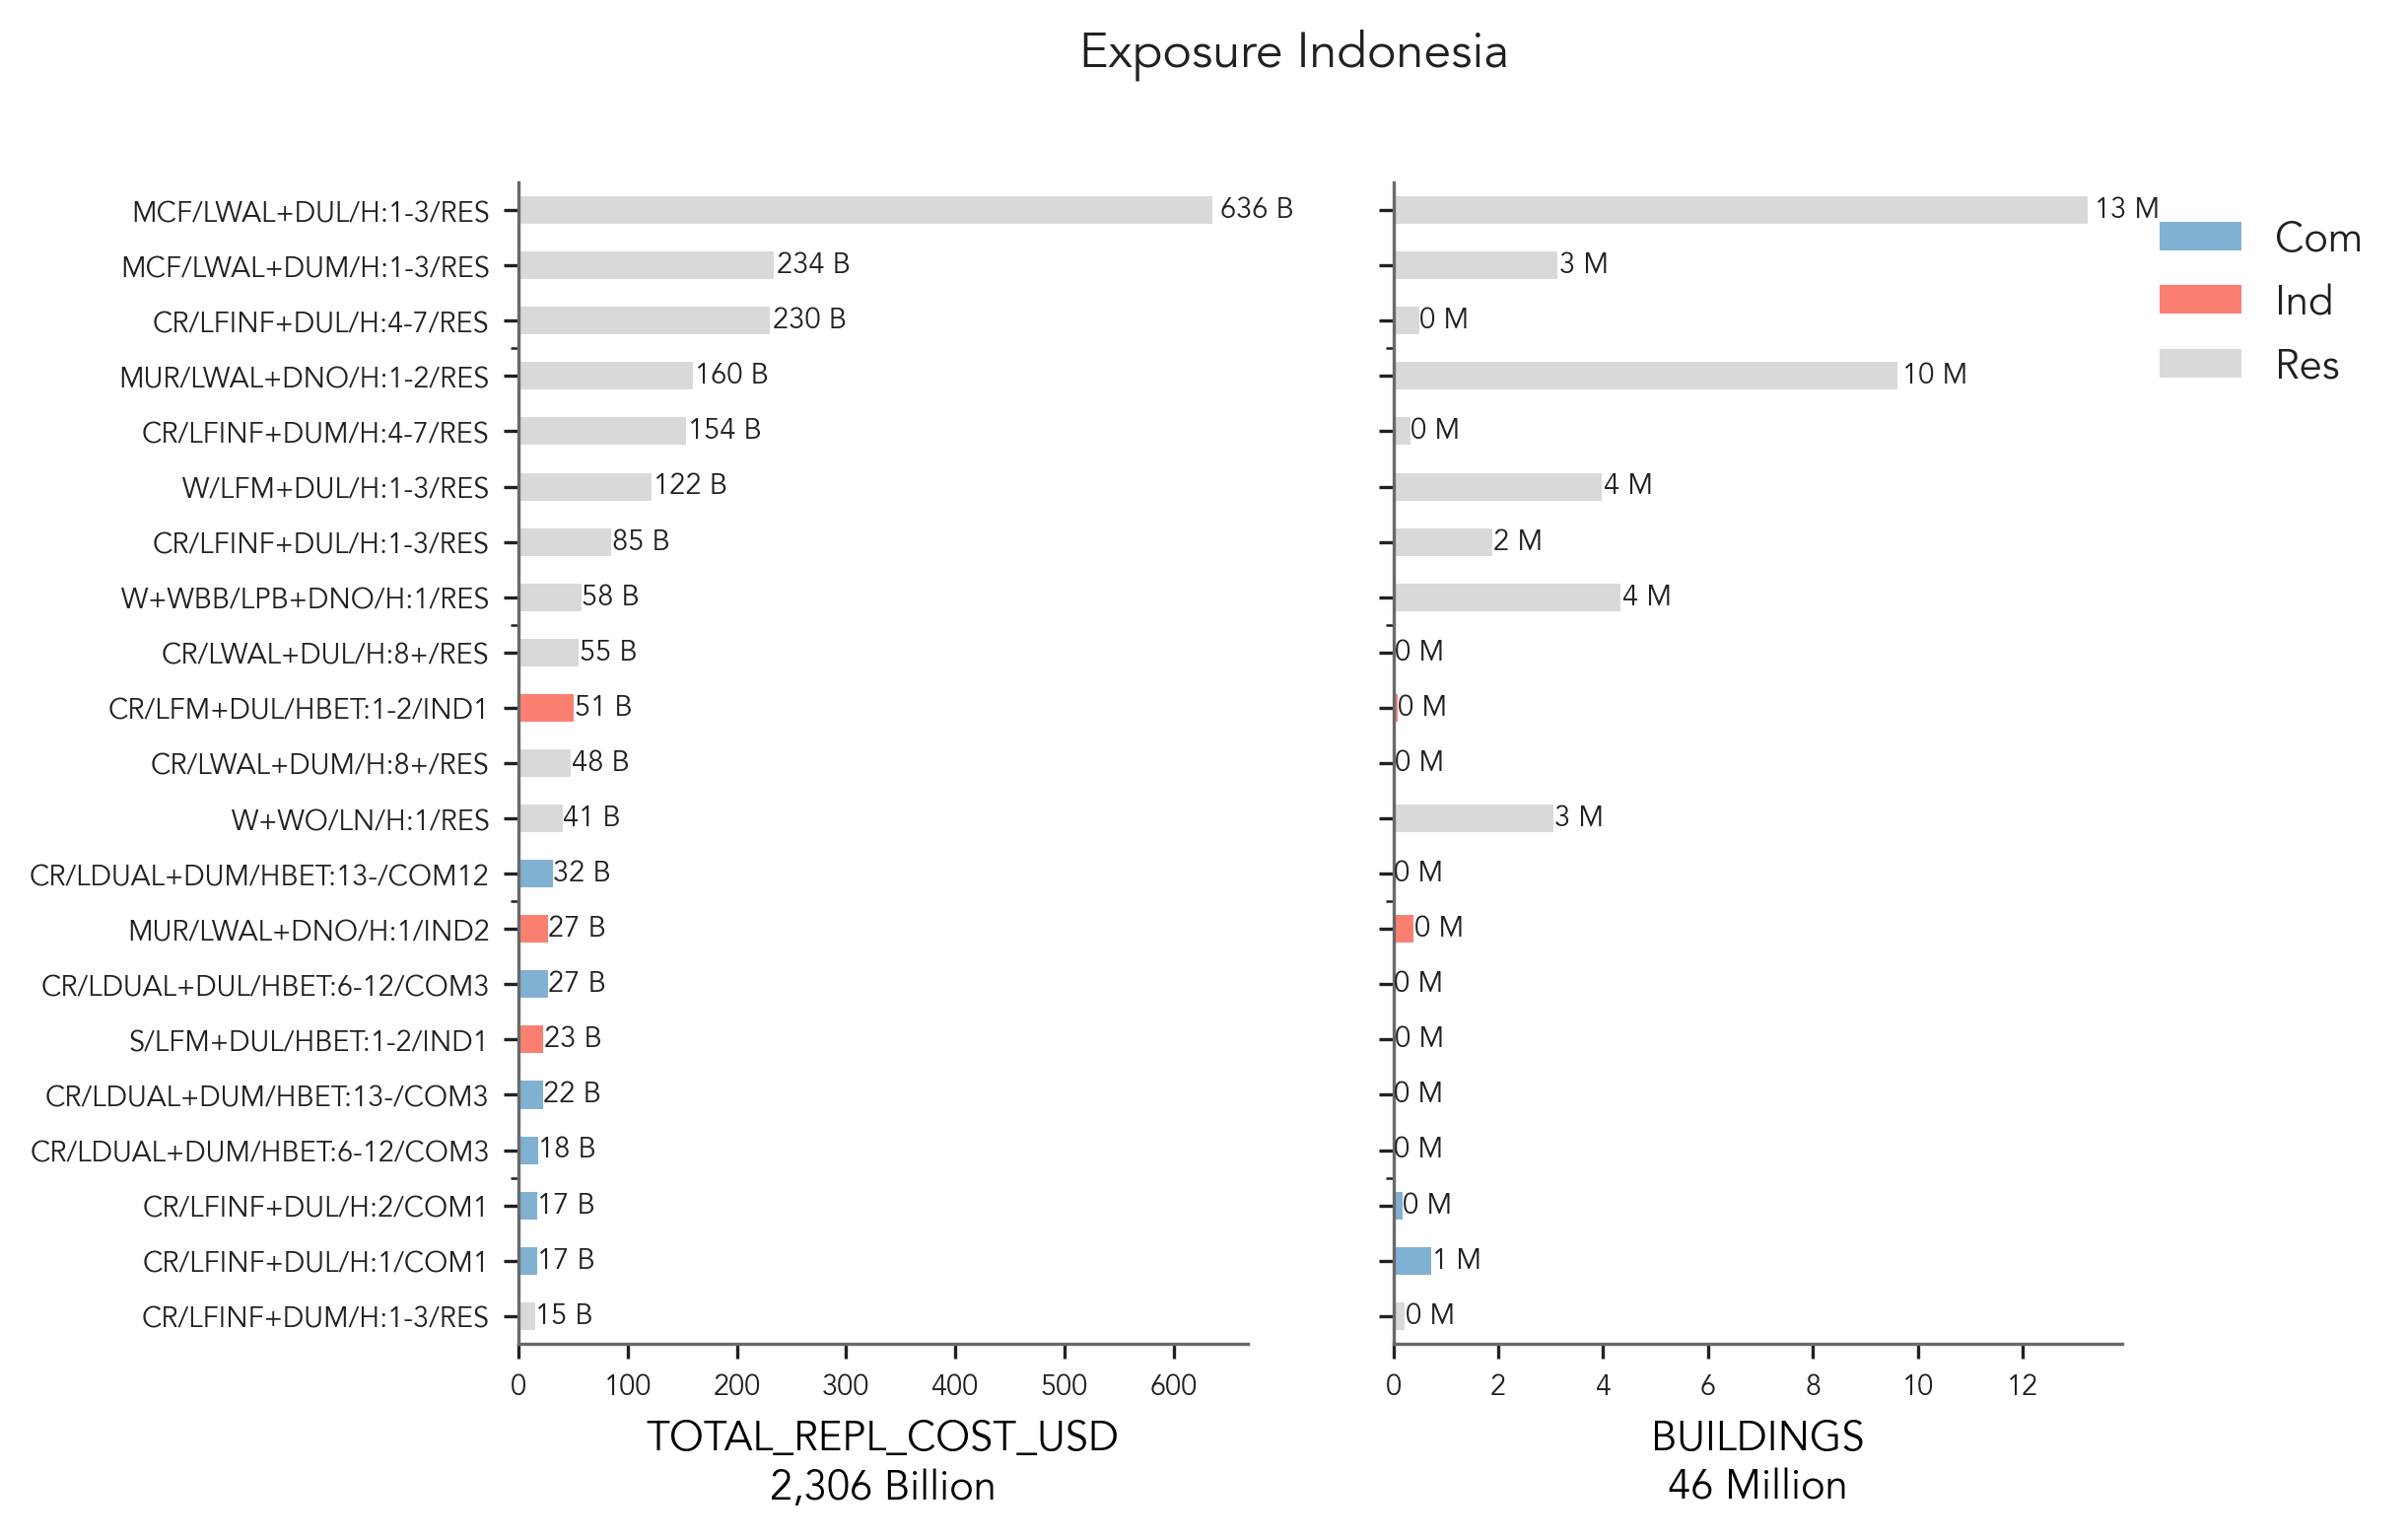 Exposure Indonesia
MCF/LWAL+DUL/H:1-3/RES 636 B 13 M
MCF/LWAL+DUM/H:1-3/RES 234 B 3 M
CR/LFINF+DUL/H:4-7/RES 230 B 0 M
MUR/LWAL+DNO/H:1-2/RES 160 B 10 M
CR/LFINF+DUM/H:4-7/RES 154 B 0 M
W/LFM+DUL/H:1-3/RES 122 B 4 M
CR/LFINF+DUL/H:1-3/RES 85 B 2 M
W+WBB/LPB+DNO/H:1/RES 58 B 4 M
CR/LWAL+DUL/H:8+/RES 55 B 0 M
CR/LFM+DUL/HBET:1-2/IND1 51 B 0 M
CR/LWAL+DUM/H:8+/RES 48 B 0 M
W+WO/LN/H:1/RES 41 B 3 M
CR/LDUAL+DUM/HBET:13-/COM12 32 B 0 M
MUR/LWAL+DNO/H:1/IND2 27 B 0 M
CR/LDUAL+DUL/HBET:6-12/COM3 27 B 0 M
S/LFM+DUL/HBET:1-2/IND1 23 B 0 M
CR/LDUAL+DUM/HBET:13-/COM3 22 B 0 M
CR/LDUAL+DUM/HBET:6-12/COM3 18 B 0 M
CR/LFINF+DUL/H:2/COM1 17 B 0 M
CR/LFINF+DUL/H:1/COM1 17 B 1 M
CR/LFINF+DUM/H:1-3/RES 15 B 0 M
0 100 200 300 400 500 600
TOTAL_REPL_COST_USD
2,306 Billion
0 2 4 6 8 10 12
BUILDINGS
46 Million
Com
Ind
Res